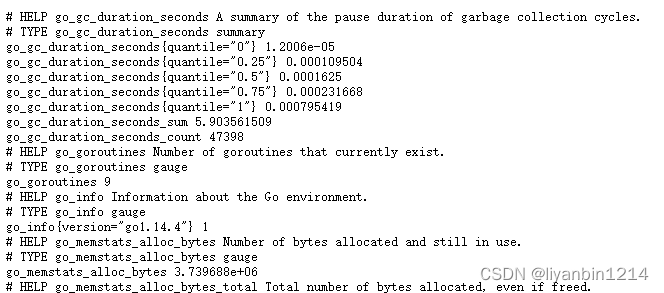 # HELP go_gc_duration_seconds A summary of the pause duration of garbage collection cycles.
# TYPE go_gc_duration_seconds summary
go_gc_duration_seconds{quantile="0"} 1.2006e-05
go_gc_duration_seconds{quantile="0.25"} 0.000109504
go_gc_duration_seconds{quantile="0.5"} 0.0001625
go_gc_duration_seconds{quantile="0.75"} 0.000231668
go_gc_duration_seconds{quantile="1"} 0.000795419
go_gc_duration_seconds_sum 5.903561509
go_gc_duration_seconds_count 47398
# HELP go_goroutines Number of goroutines that currently exist.
# TYPE go_goroutines gauge
go_goroutines 9
# HELP go_info Information about the Go environment.
# TYPE go_info gauge
go_info{version="go1.14.4"} 1
# HELP go_memstats_alloc_bytes Number of bytes allocated and still in use.
# TYPE go_memstats_alloc_bytes gauge
go_memstats_alloc_bytes 3.739688e+06
# HELP go_memstats_alloc_bytes_total Total number of bytes allocated, even if freed.
CSDN @liyanbin1214